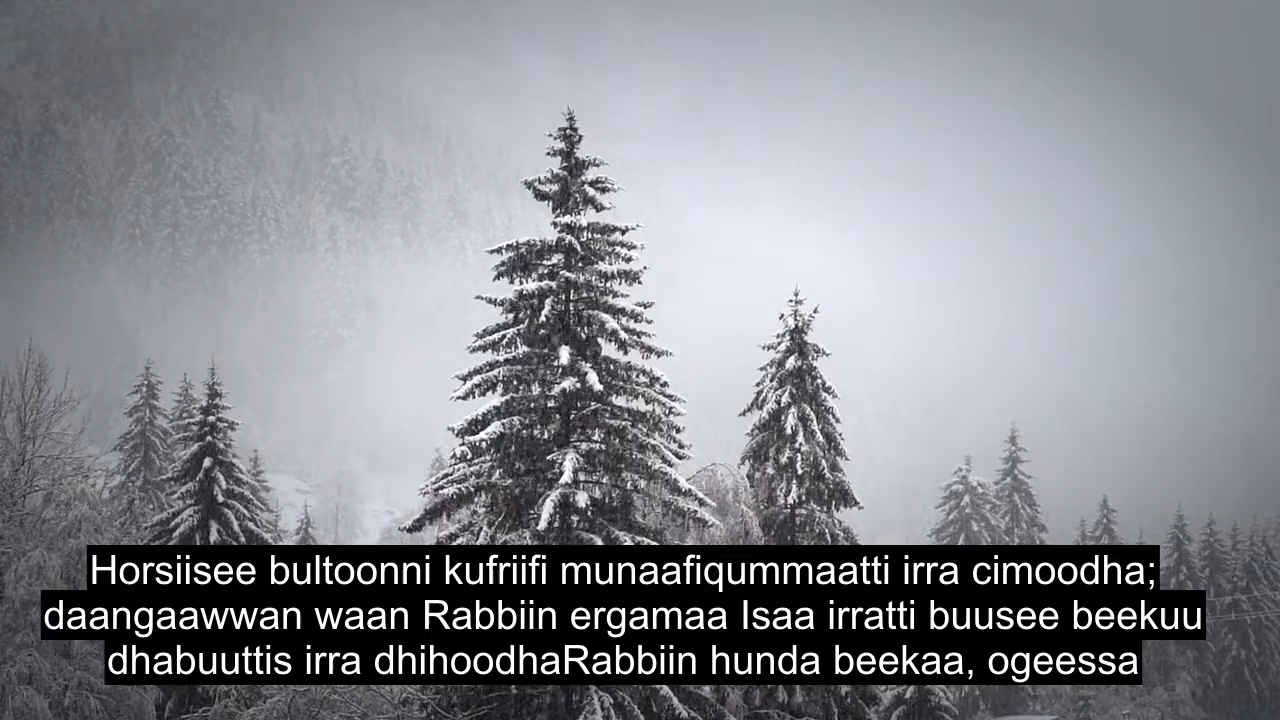 Horsiisee bultoonni kufriifi munaafiqummaatti irra cimoodha;
daangaawwan waan Rabbiin ergamaa Isaa irratti buusee beekuu
dhabuuttis irra dhihoodhaRabbiin hunda beekaa, ogeessa